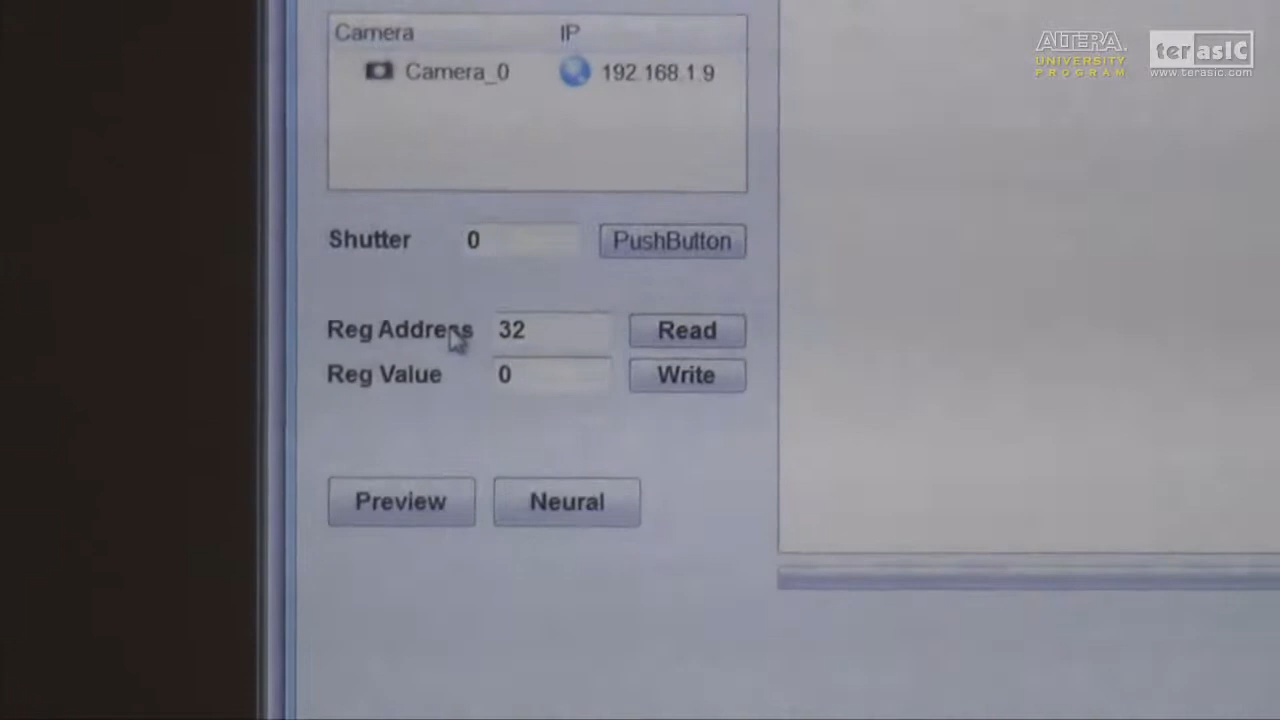 Camera IP
Camera_0 192.168.1.9
Shutter 0 PushButton
Reg Address 32 Read
Reg Value 0 Write
Preview Neural
ALTERA.
UNIVERSITY
PROGRAM
terasIC
www.terasic.com